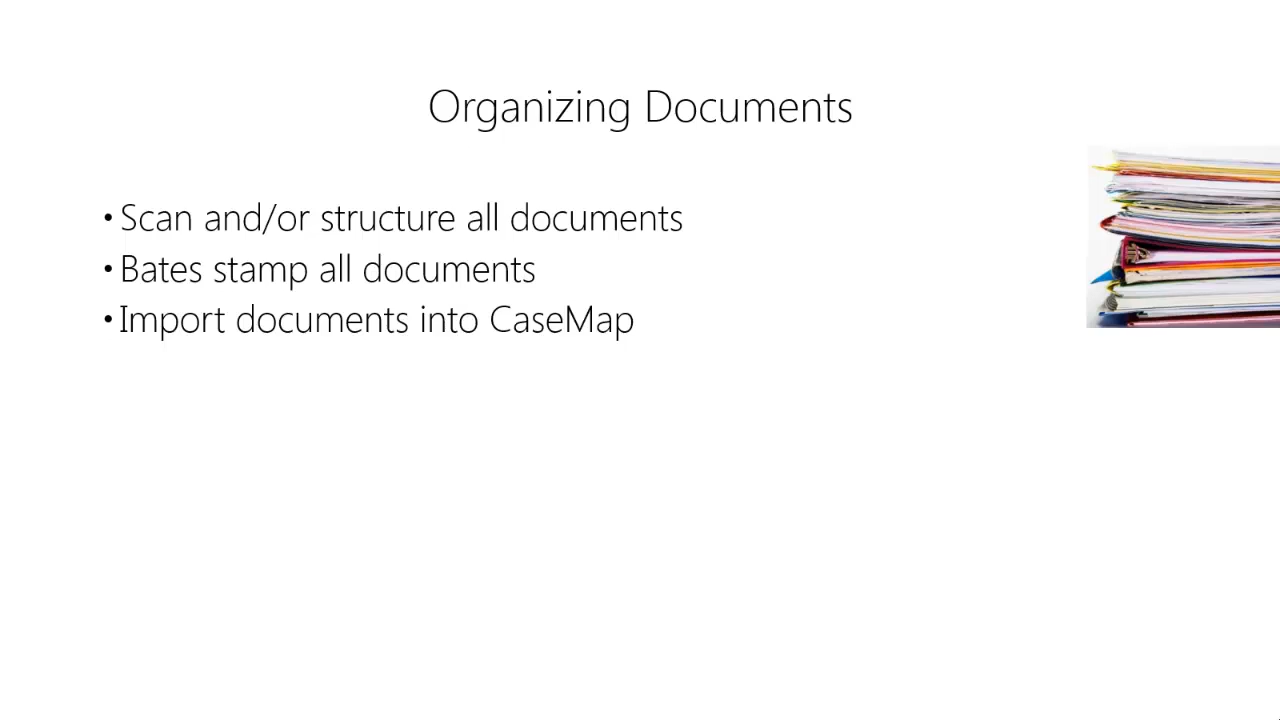 Organizing Documents
• Scan and/or structure all documents
• Bates stamp all documents
• Import documents into CaseMap